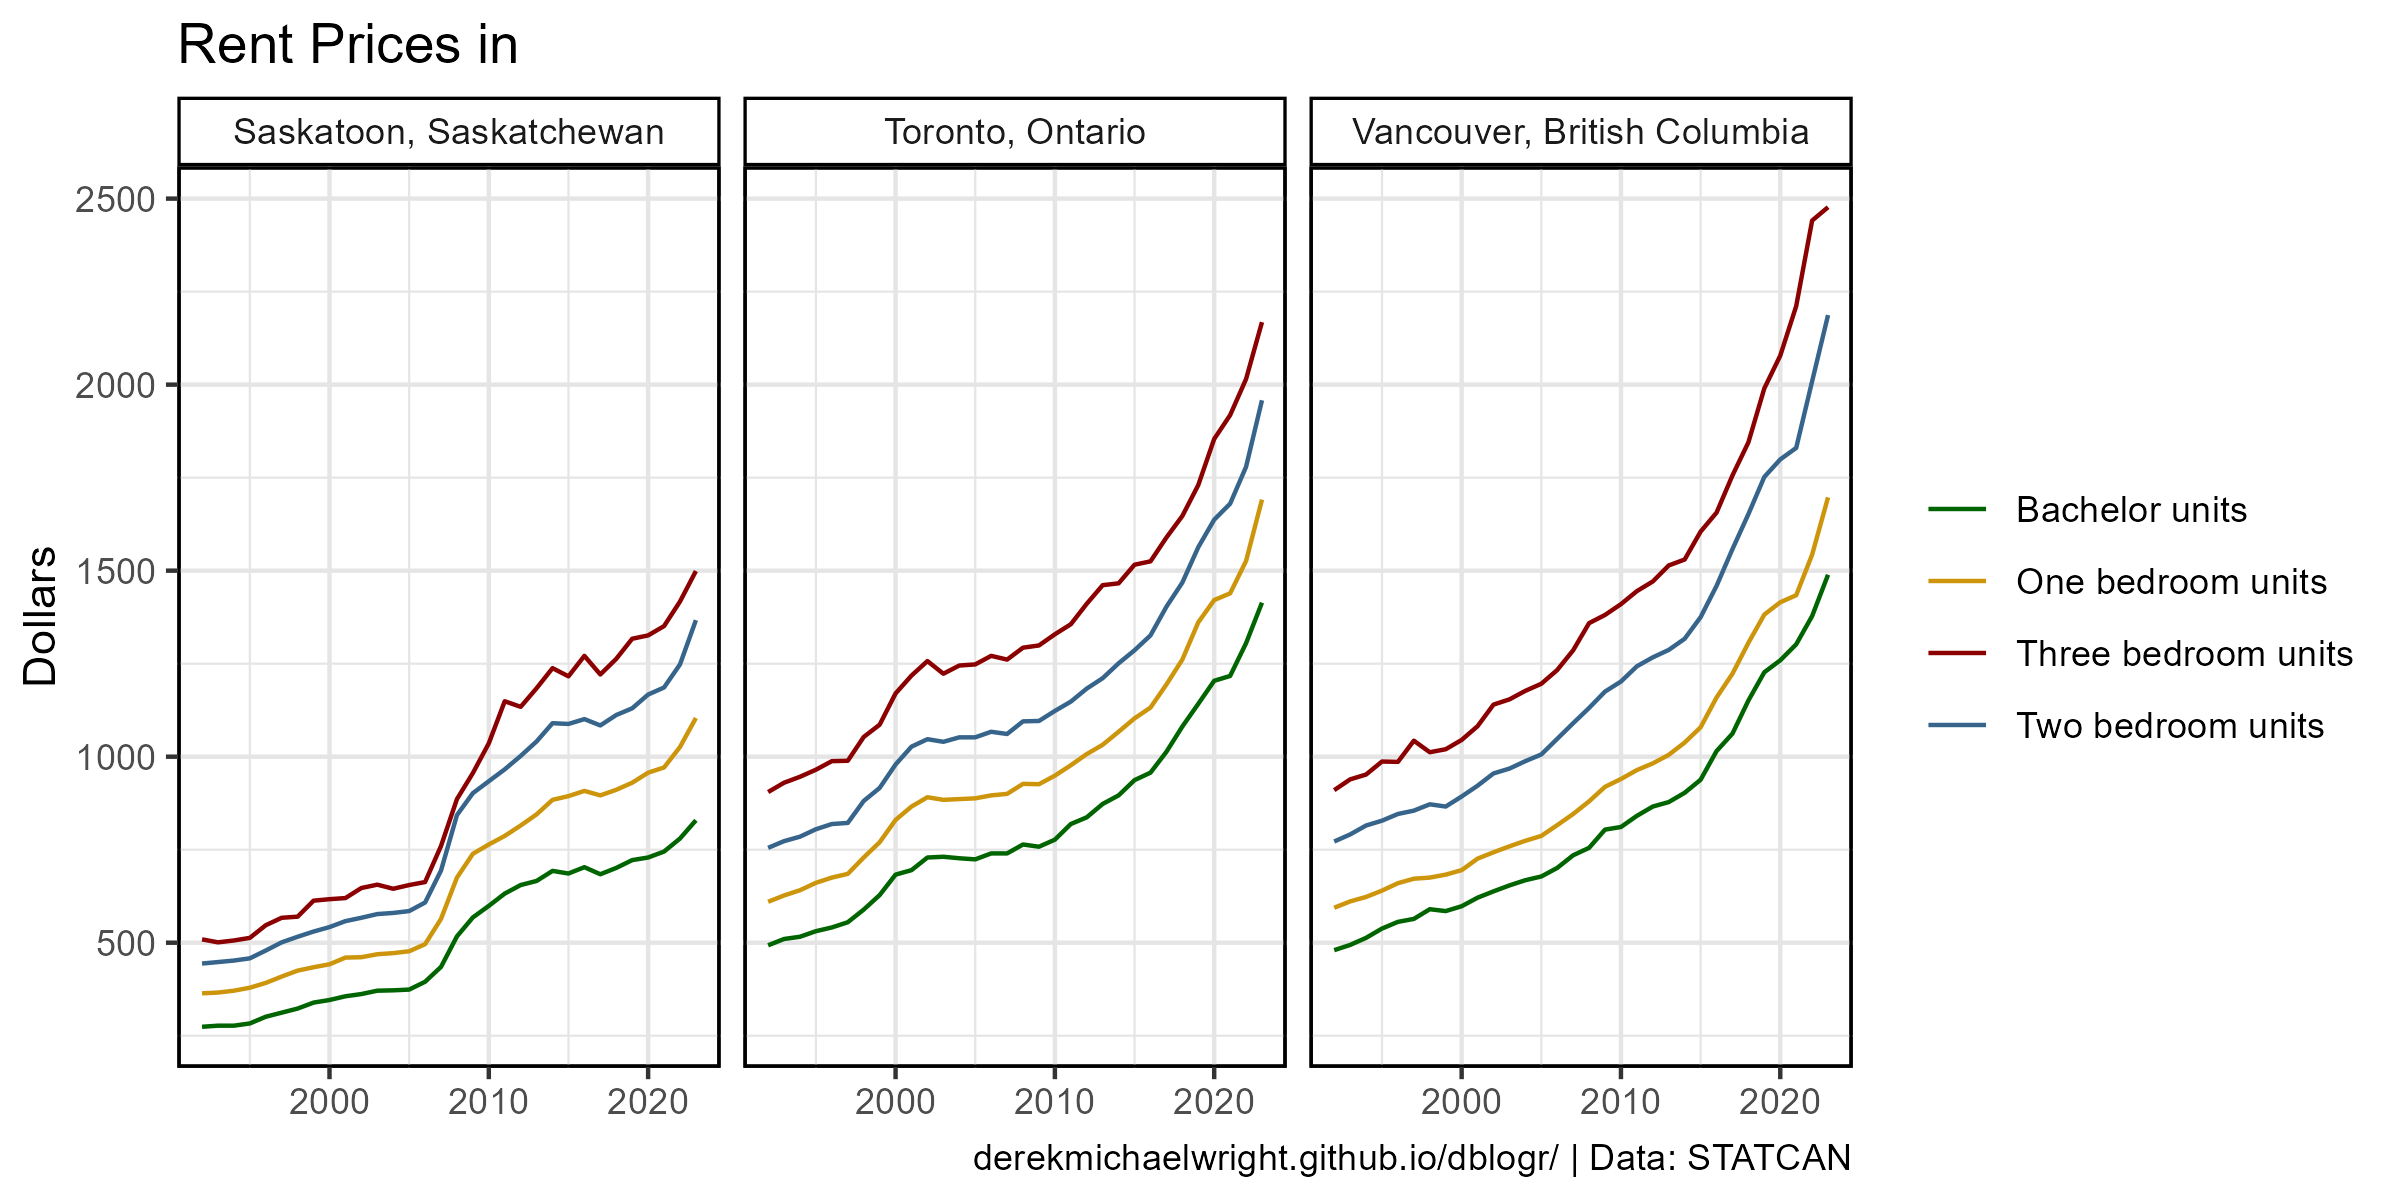 Rent Prices in
Saskatoon, Saskatchewan
Toronto, Ontario
Vancouver, British Columbia
Dollars
2500
2000
1500
1000
500
2000 2010 2020
2000 2010 2020
2000 2010 2020
Bachelor units
One bedroom units
Three bedroom units
Two bedroom units
derekmichaelwright.github.io/dblogr/ | Data: STATCAN